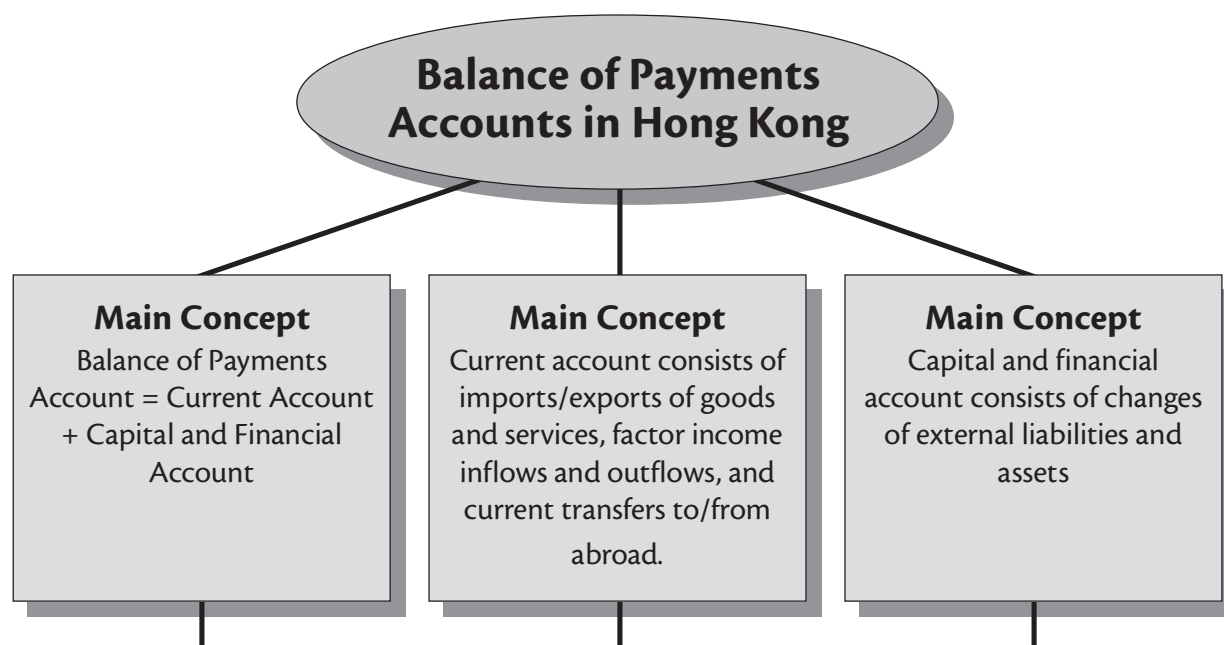 Balance of Payments
Accounts in Hong Kong
Main Concept
Balance of Payments
Account = Current Account
+ Capital and Financial
Account
Main Concept
Current account consists of
imports/exports of goods
and services, factor income
inflows and outflows, and
current transfers to/from
abroad.
Main Concept
Capital and financial
account consists of changes
of external liabilities and
assets